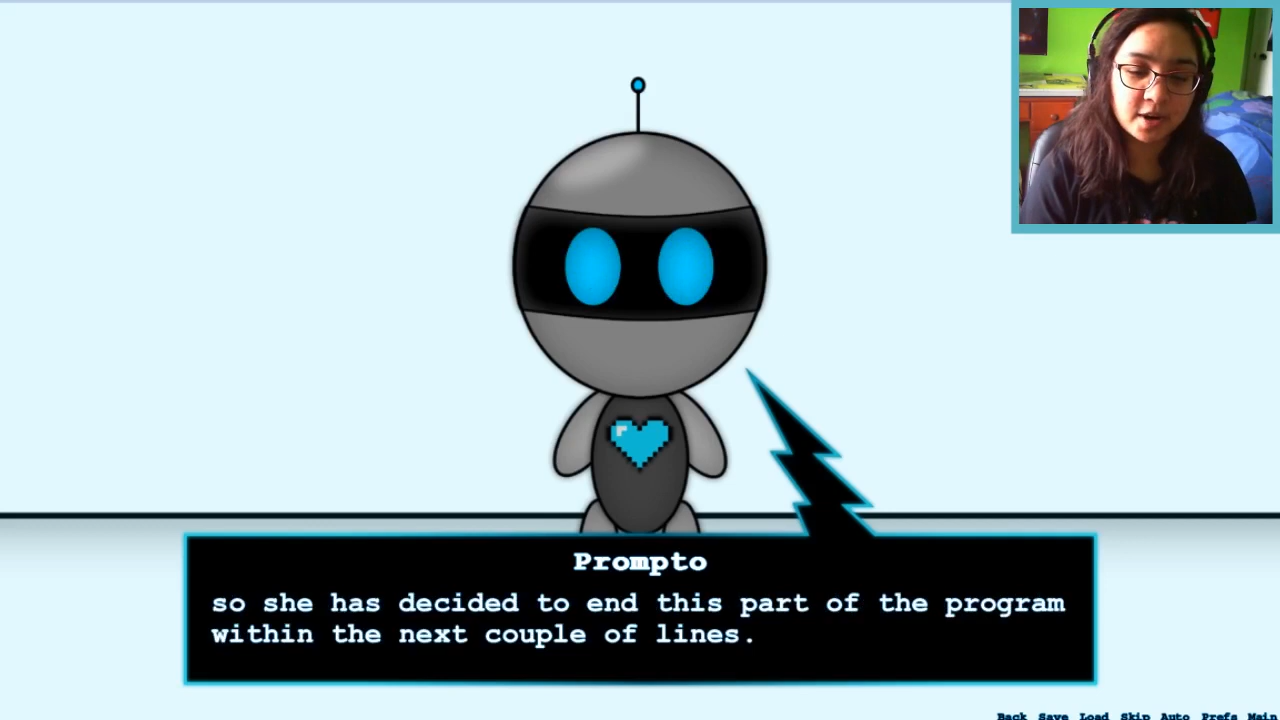 Prompto
so she has decided to end this part of the program
within the next couple of lines.
Back Save Load Skip Auto Prefs Main